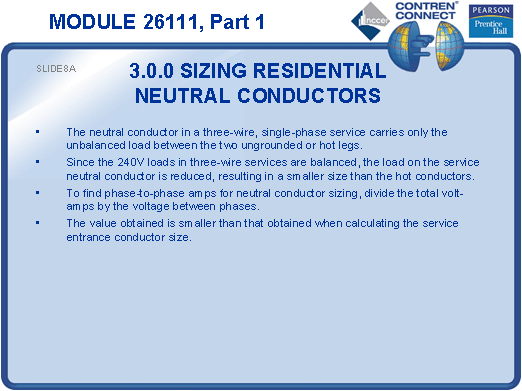 MODULE 26111, Part 1
nccer
CONTREN®
CONNECT
PEARSON
Prentice
Hall
SLIDE 8A
3.0.0 SIZING RESIDENTIAL
NEUTRAL CONDUCTORS
• The neutral conductor in a three-wire, single-phase service carries only the
unbalanced load between the two ungrounded or hot legs.
• Since the 240V loads in three-wire services are balanced, the load on the service
neutral conductor is reduced, resulting in a smaller size than the hot conductors.
• To find phase-to-phase amps for neutral conductor sizing, divide the total volt-
amps by the voltage between phases.
• The value obtained is smaller than that obtained when calculating the service
entrance conductor size.